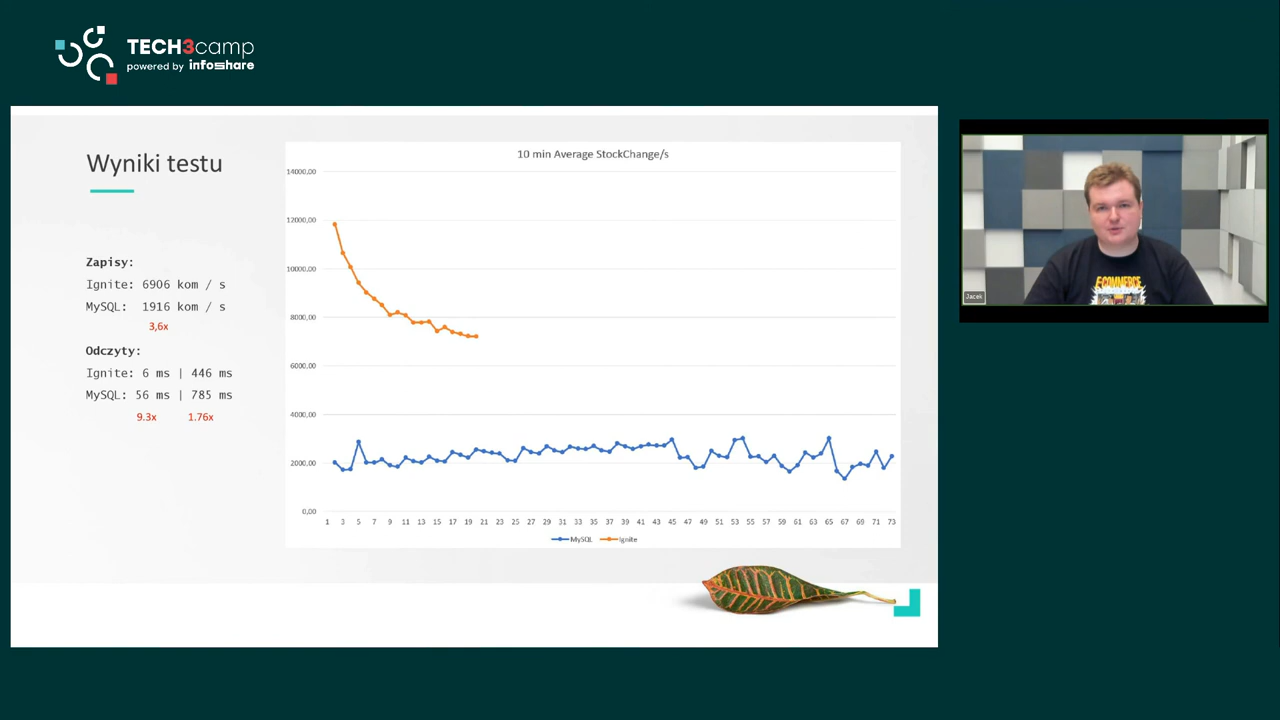 TECH3camp
powered by infoshare
Wyniki testu
Zapisy:
Ignite: 6906 kom / s
MySQL: 1916 kom / s
3,6x
Odczyty:
Ignite: 6 ms | 446 ms
MySQL: 56 ms | 785 ms
9.3x 1.76x
10 min Average StockChange/s
14000,00
12000,00
10000,00
8000,00
6000,00
4000,00
2000,00
0,00
1 3 5 7 9 11 13 15 17 19 21 23 25 27 29 31 33 35 37 39 41 43 45 47 49 51 53 55 57 59 61 63 65 67 69 71 73
MySQL Ignite
Jacek
ECOMMERCE